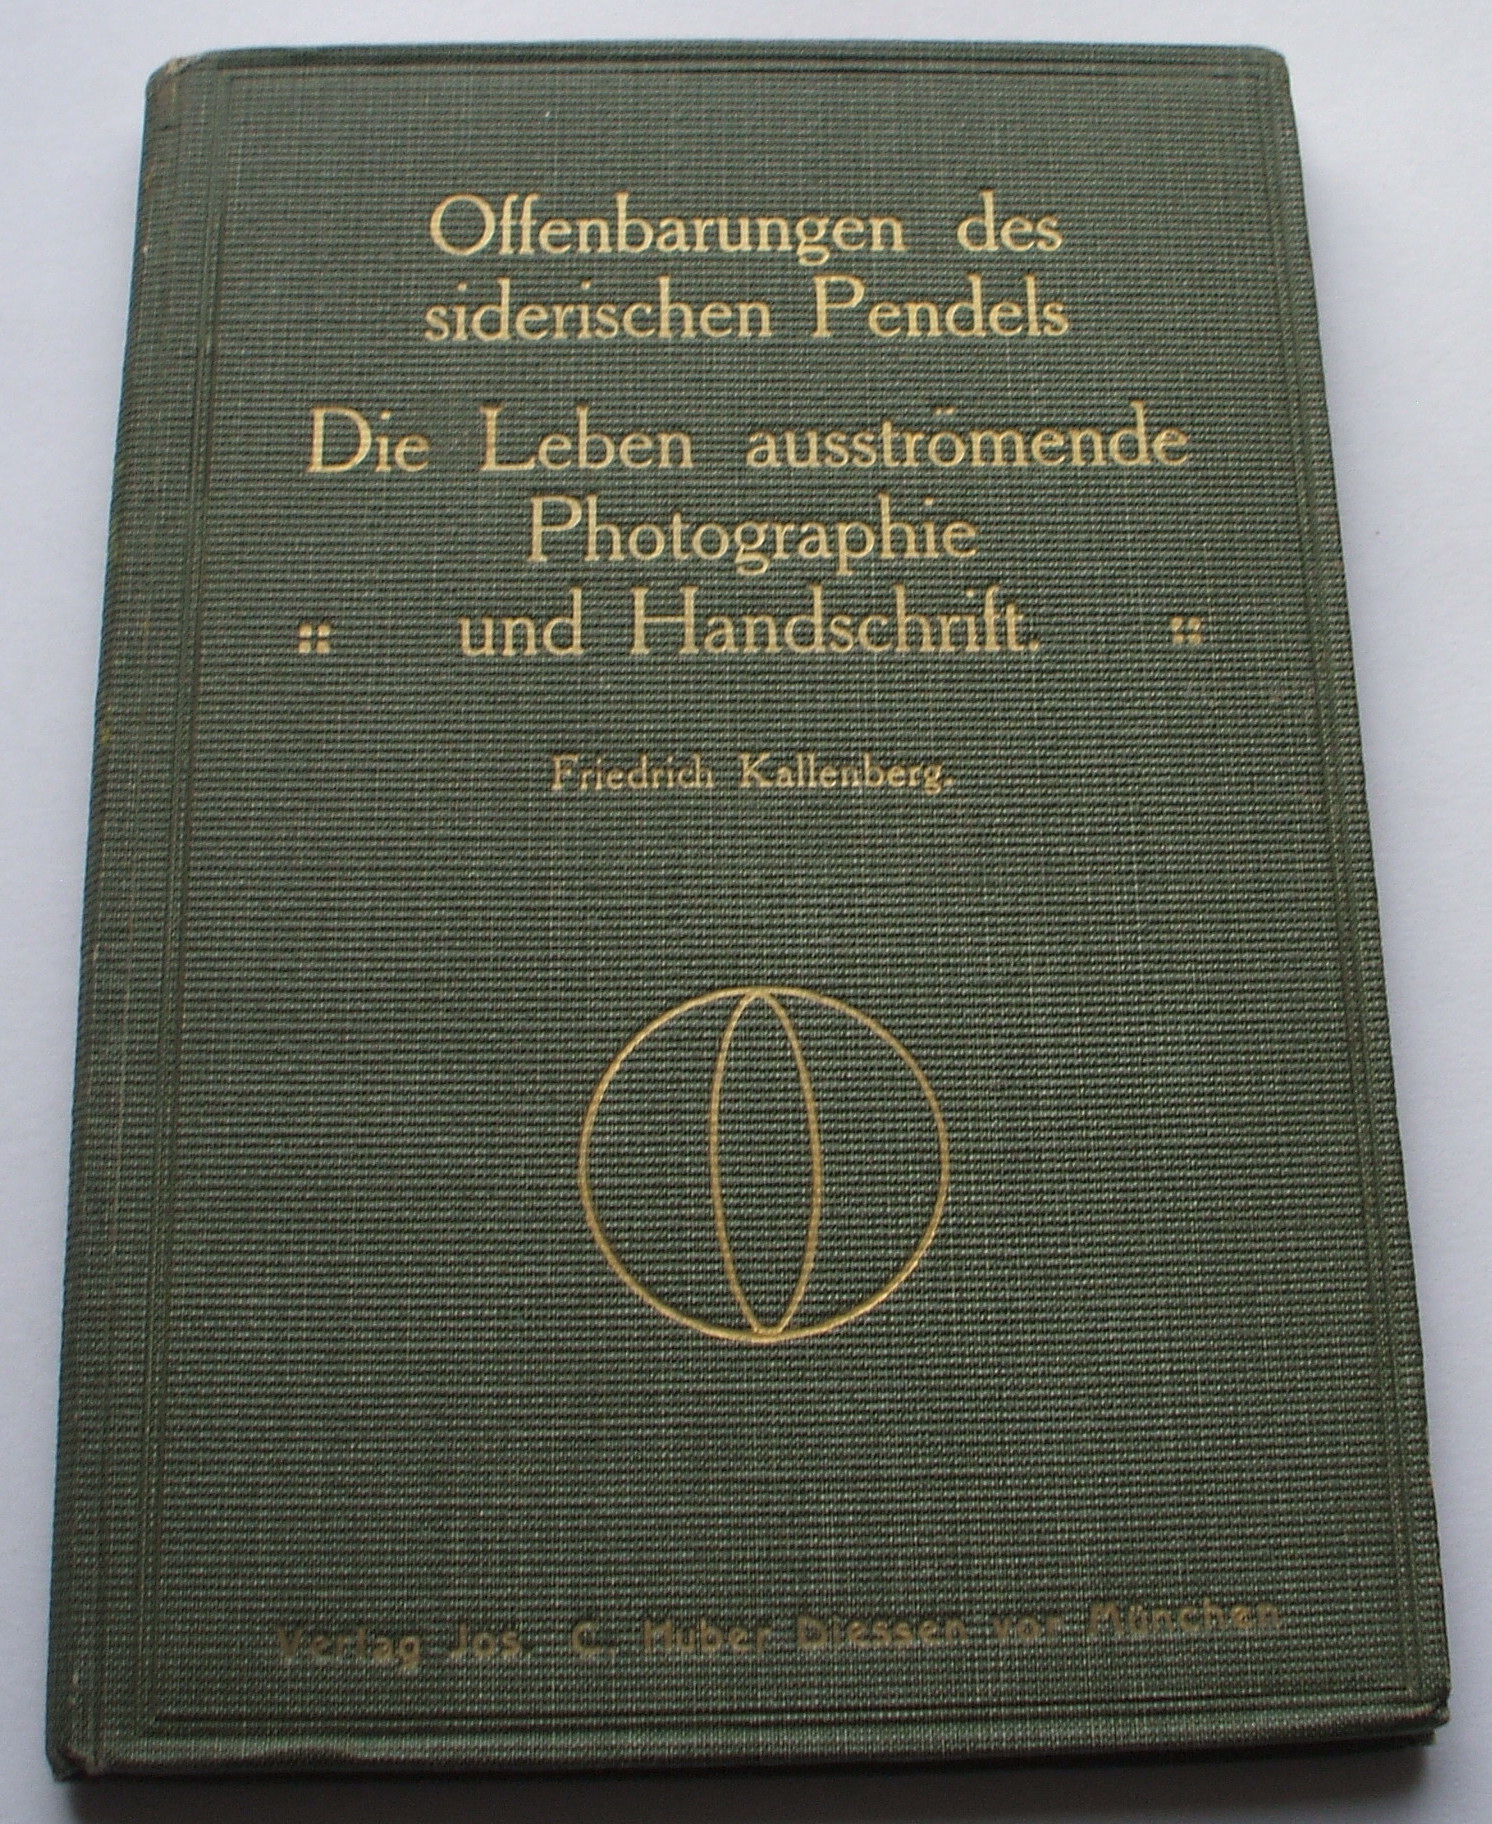 Offenbarungen des
siderischen Pendels
Die Leben ausströmende
Photographie
und Handschrift.
Friedrich Kallenberg.
Verlag Jos. C. Huber Diessen vor München